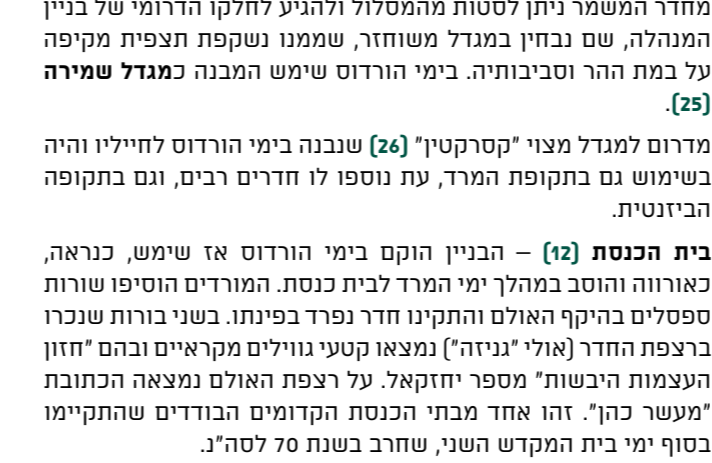 מחדר המשמר ניתן לסטות מהמסלול ולהגיע לחלקו הדרומי של בניין
המנהלה, שם נבחין במגדל משוחזר, שממנו נשקפת תצפית מקיפה
על במת ההר וסביבותיה. בימי הורדוס שימש המבנה כמגדל שמירה
(25).
מדרום למגדל מצוי "קסרקטין" (26) שנבנה בימי הורדוס לחייליו והיה
בשימוש גם בתקופת המרד, עת נוספו לו חדרים רבים, וגם בתקופה
הביזנטית.
בית הכנסת (12) – הבניין הוקם בימי הורדוס אז שימש, כנראה,
כאורווה והוסב במהלך ימי המרד לבית כנסת. המורדים הוסיפו שורות
ספסלים בהיקף האולם והתקינו חדר נפרד בפינתו. בשני בורות שנכרו
ברצפת החדר (אולי "גניזה") נמצאו קטעי גווילים מקראיים ובהם "חזון
העצמות היבשות" מספר יחזקאל. על רצפת האולם נמצאה הכתובת
"מעשר כהן". זהו אחד מבתי הכנסת הקדומים הבודדים שהתקיימו
בסוף ימי בית המקדש השני, שחרב בשנת 70 לסה"נ.